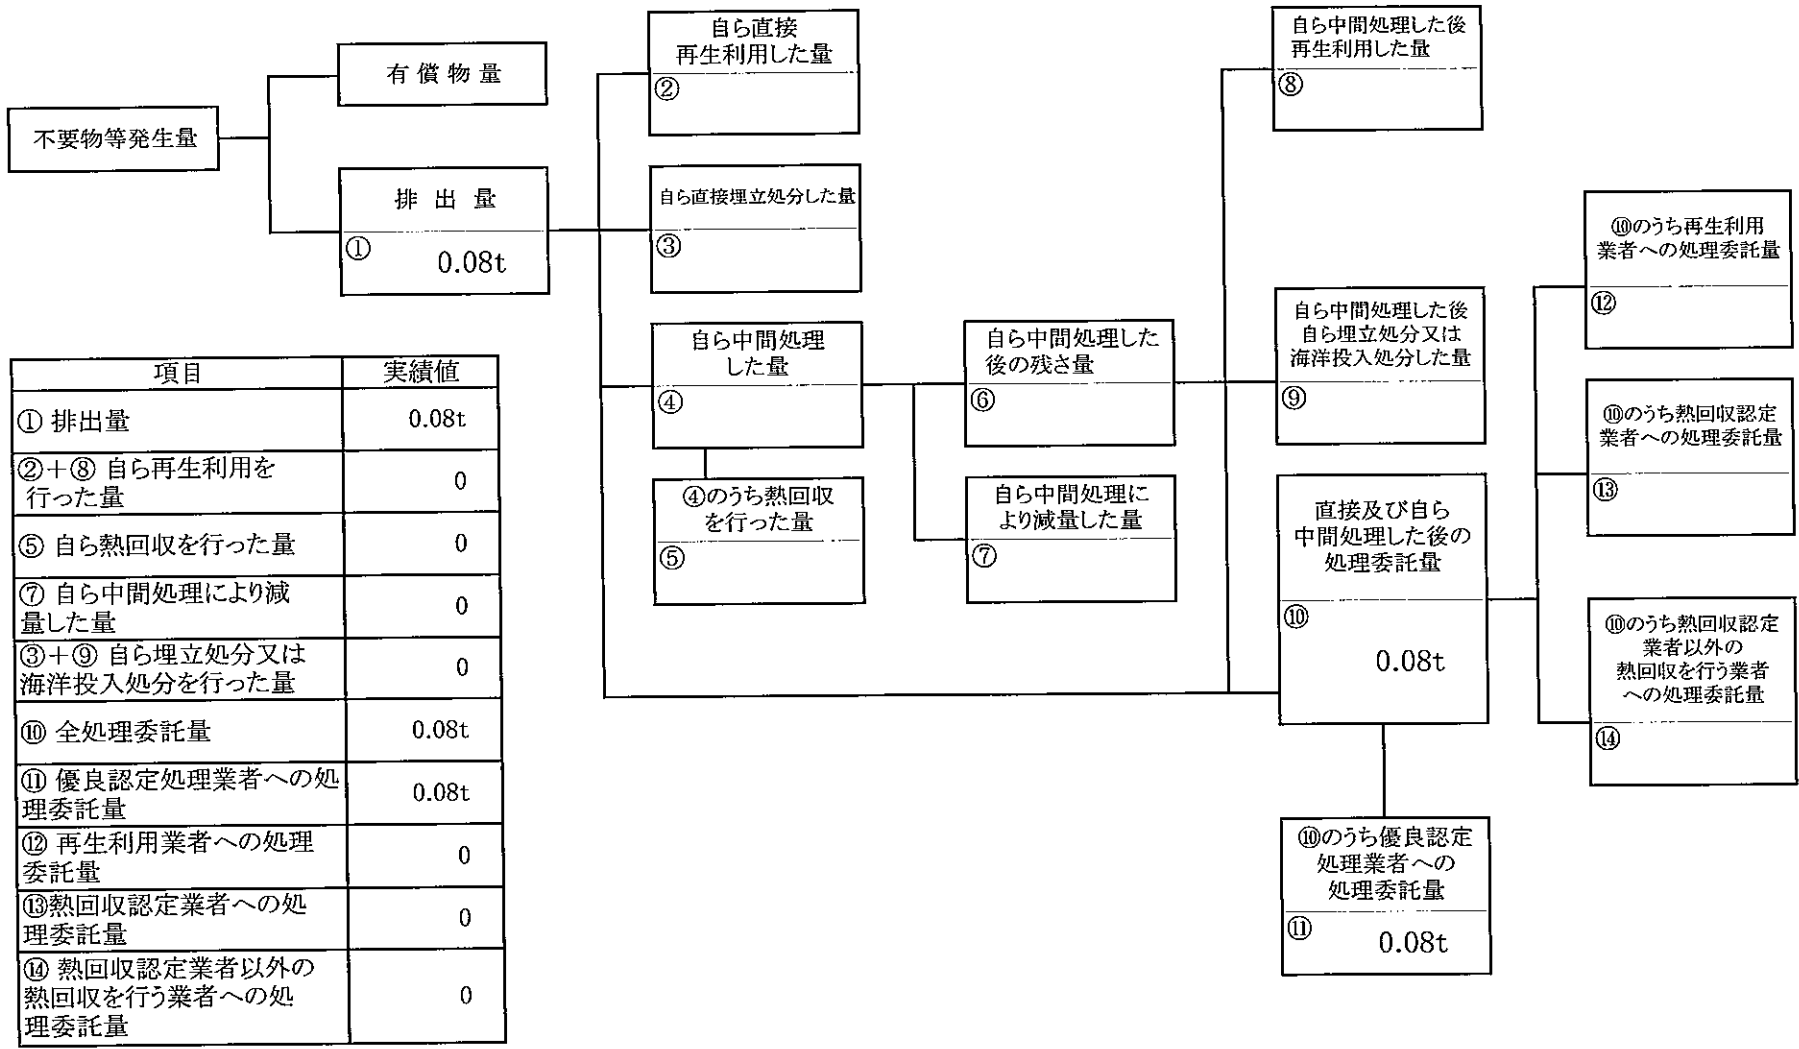 不要物等発生量
有償物量
排出量
①
0.08t
自ら直接
再生利用した量
②
自ら直接埋立処分した量
③
自ら中間処理
した量
④
④のうち熱回収
を行った量
⑤
自ら中間処理した
後の残さ量
⑥
自ら中間処理に
より減量した量
⑦
自ら中間処理した後
再生利用した量
⑧
自ら中間処理した後
自ら埋立処分又は
海洋投入処分した量
⑨
直接及び自ら
中間処理した後の
処理委託量
⑩
0.08t
⑩のうち優良認定
処理業者への
処理委託量
⑪
0.08t
⑩のうち再生利用
業者への処理委託量
⑫
⑩のうち熱回収認定
業者への処理委託量
⑬
⑩のうち熱回収認定
業者以外の
熱回収を行う業者
への処理委託量
⑭
項目 実績値
① 排出量 0.08t
②+⑧ 自ら再生利用を
行った量 0
⑤ 自ら熱回収を行った量 0
⑦ 自ら中間処理により減
量した量 0
③+⑨ 自ら埋立処分又は
海洋投入処分を行った量 0
⑩ 全処理委託量 0.08t
⑪ 優良認定処理業者への処
理委託量 0.08t
⑫ 再生利用業者への処理
委託量 0
⑬熱回収認定業者への処
理委託量 0
⑭ 熱回収認定業者以外の
熱回収を行う業者への処
理委託量 0